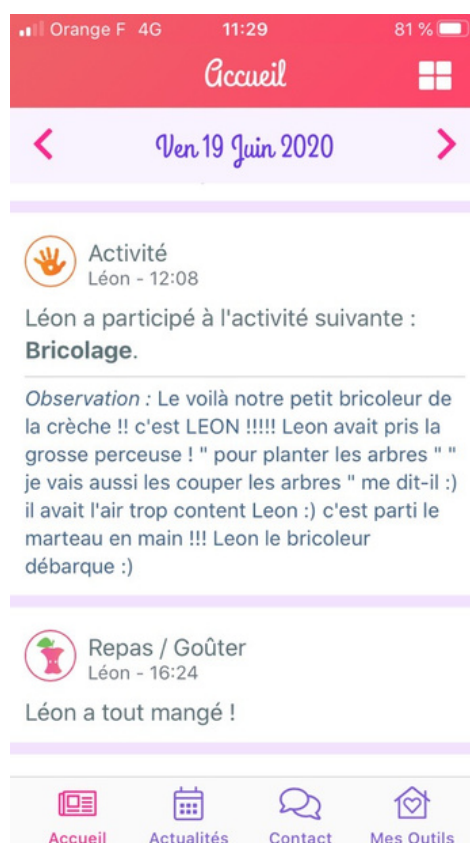 Orange F 4G 11:29 81 %
Accueil
Ven 19 Juin 2020
Activité
Léon - 12:08
Léon a participé à l'activité suivante :
Bricolage.
Observation : Le voilà notre petit bricoleur de
la crèche !! c'est LEON !!!!! Leon avait pris la
grosse perceuse ! " pour planter les arbres " "
je vais aussi les couper les arbres " me dit-il :)
il avait l'air trop content Leon :) c'est parti le
marteau en main !!! Leon le bricoleur
débarque :)
Repas / Goûter
Léon - 16:24
Léon a tout mangé !
Accueil Actualités Contact Mes Outils